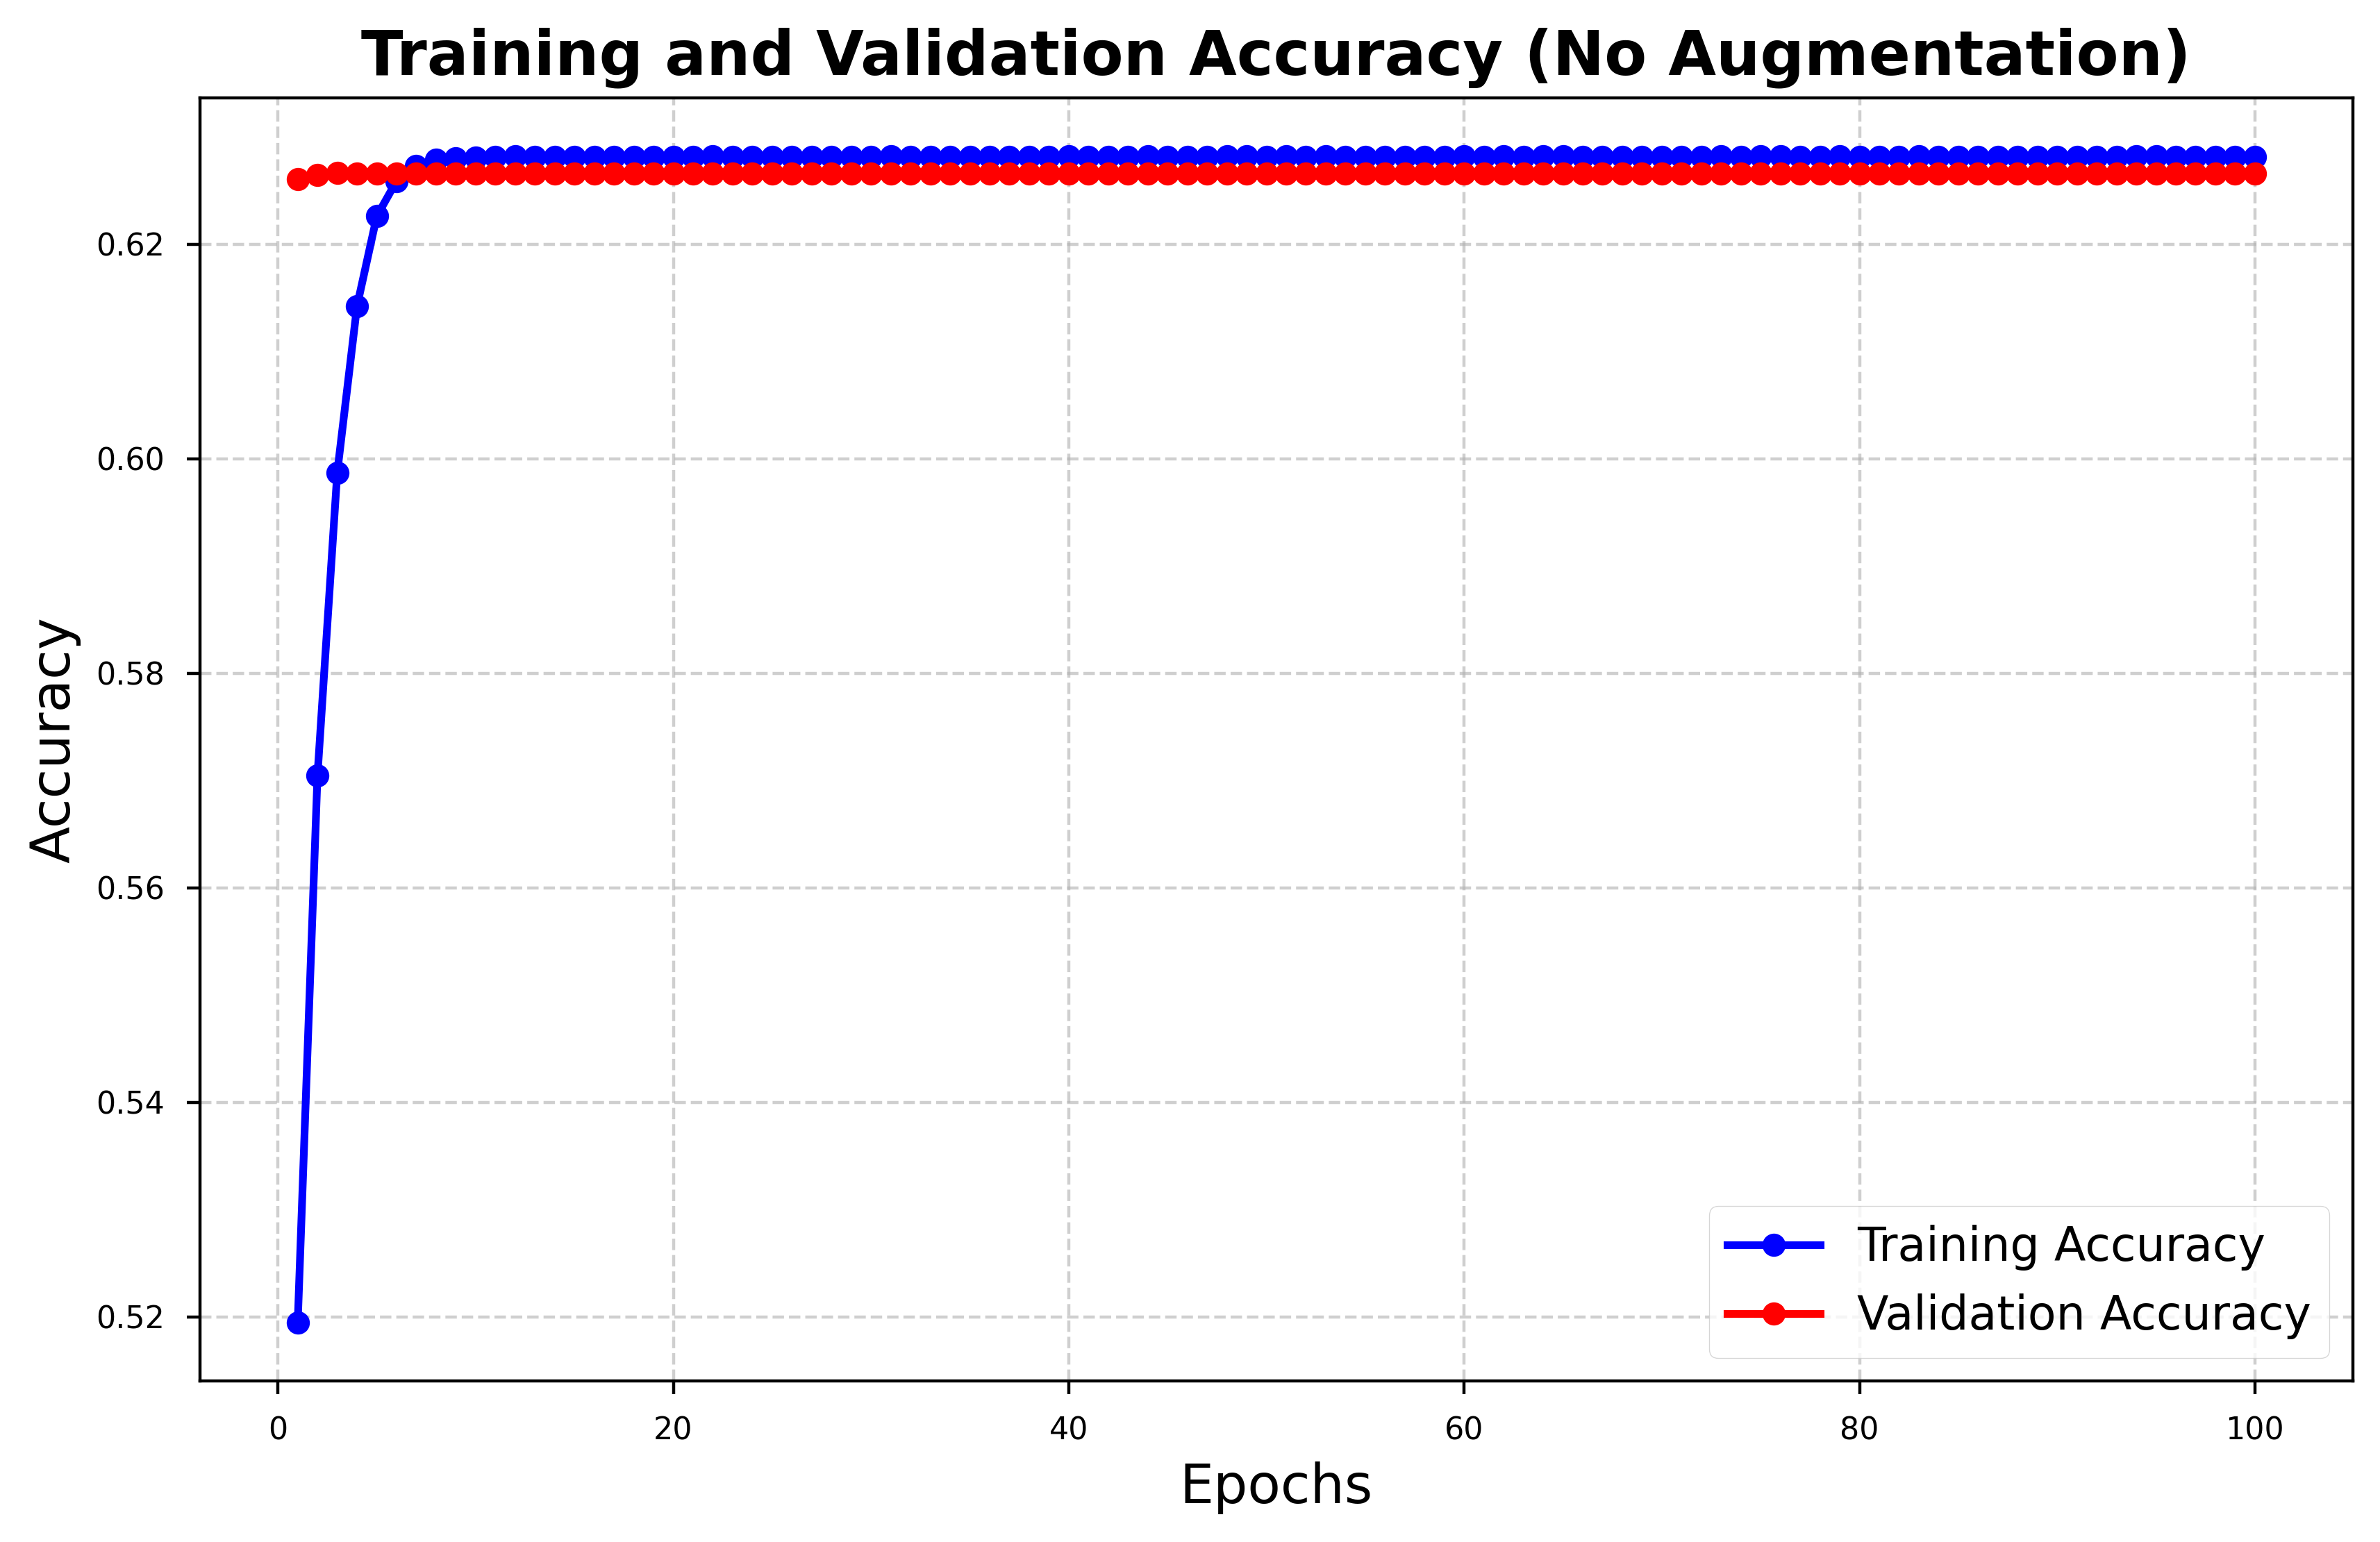 Training and Validation Accuracy (No Augmentation)
Accuracy
0.62
0.60
0.58
0.56
0.54
0.52
0 20 40 60 80 100
Epochs
Training Accuracy
Validation Accuracy